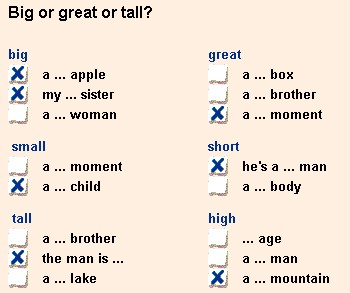 Big or great or tall?
big
a ... apple
my ... sister
a ... woman
great
a ... box
a ... brother
a ... moment
small
a ... moment
a ... child
short
he's a ... man
a ... body
tall
a ... brother
the man is ...
a ... lake
high
... age
a ... man
a ... mountain